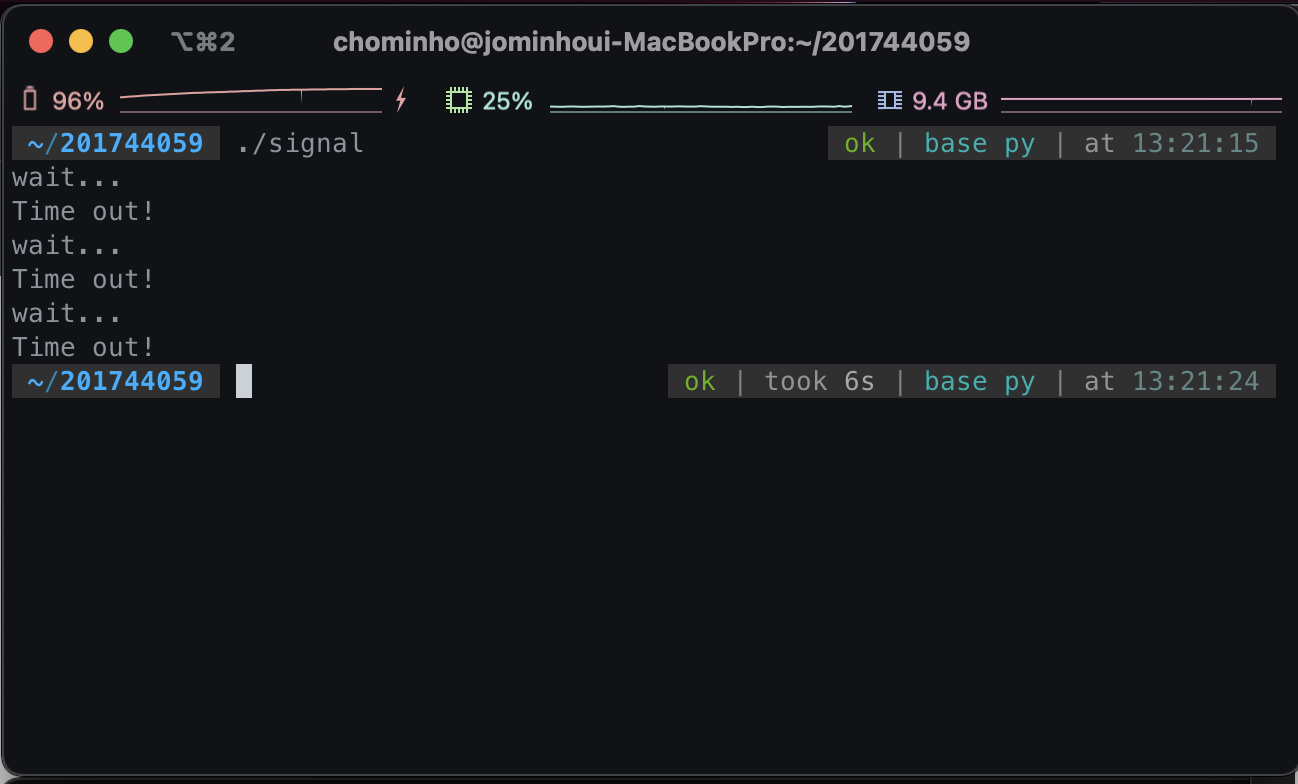 ⌥⌘2 chominho@jominhoui-MacBookPro:~/201744059
96% 25% 9.4 GB
~/201744059 ./signal ok | base py | at 13:21:15
wait...
Time out!
wait...
Time out!
wait...
Time out!
~/201744059 ok | took 6s | base py | at 13:21:24